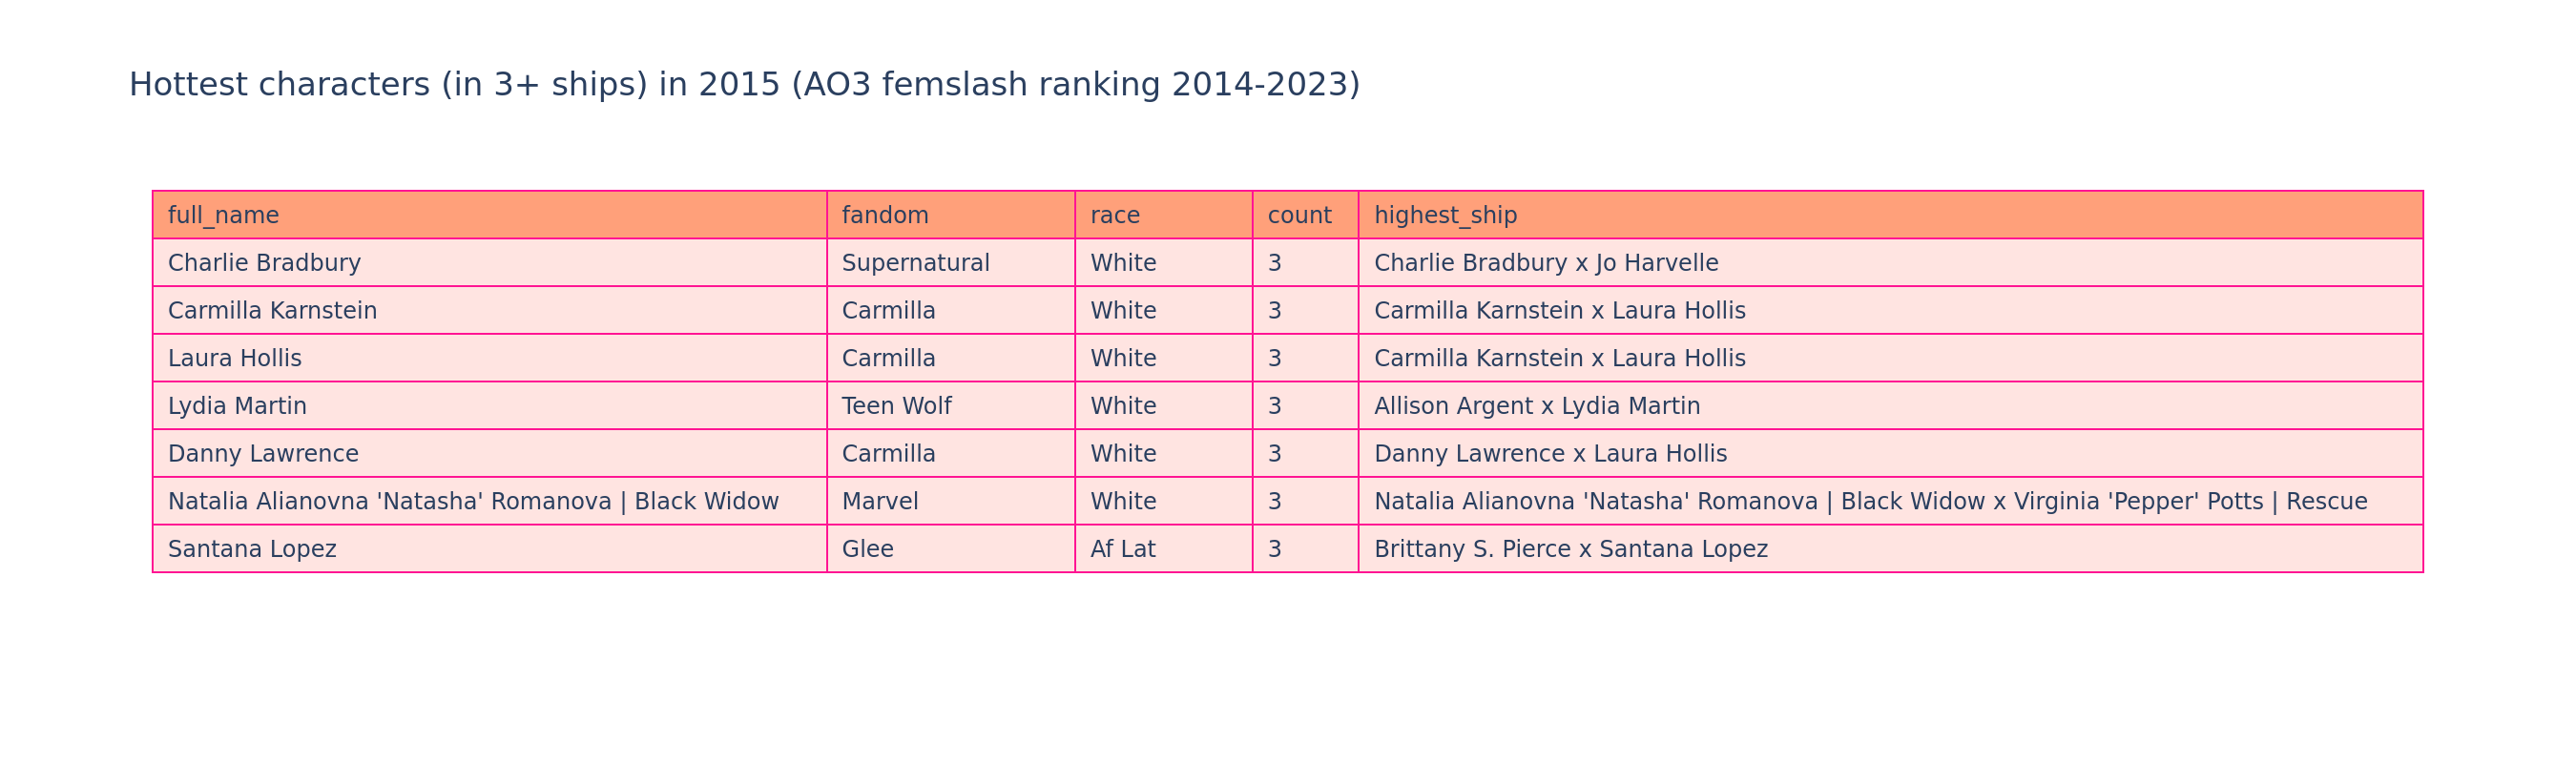 Hottest characters (in 3+ ships) in 2015 (AO3 femslash ranking 2014-2023)
full_name fandom race count highest_ship
Charlie Bradbury Supernatural White 3 Charlie Bradbury x Jo Harvelle
Carmilla Karnstein Carmilla White 3 Carmilla Karnstein x Laura Hollis
Laura Hollis Carmilla White 3 Carmilla Karnstein x Laura Hollis
Lydia Martin Teen Wolf White 3 Allison Argent x Lydia Martin
Danny Lawrence Carmilla White 3 Danny Lawrence x Laura Hollis
Natalia Alianovna 'Natasha' Romanova | Black Widow Marvel White 3 Natalia Alianovna 'Natasha' Romanova | Black Widow x Virginia 'Pepper' Potts | Rescue
Santana Lopez Glee Af Lat 3 Brittany S. Pierce x Santana Lopez